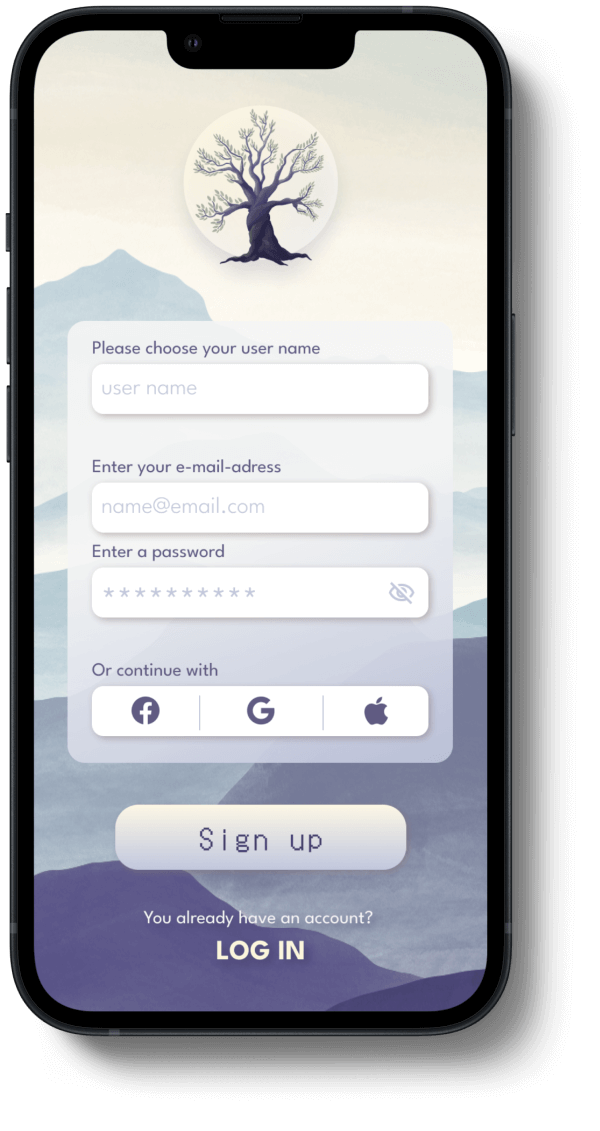 Please choose your user name
user name
Enter your e-mail-adress
name@email.com
Enter a password
**********
Or continue with
Sign up
You already have an account?
LOG IN